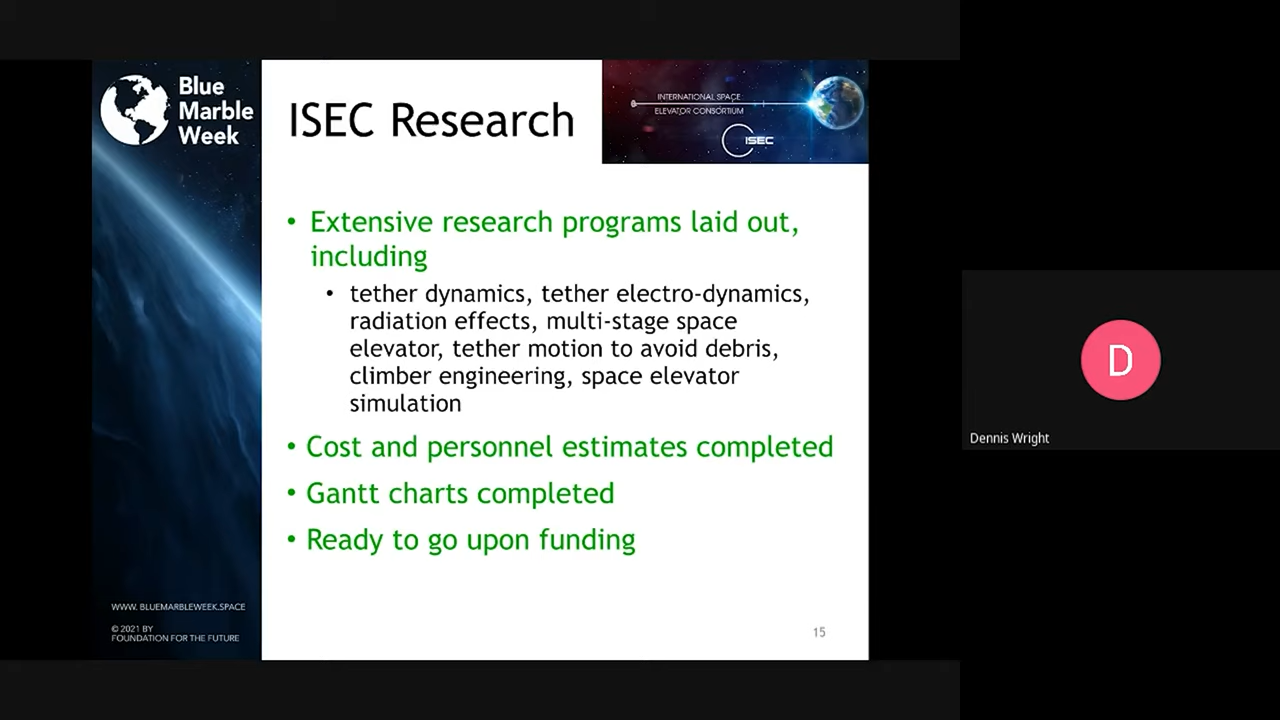 Blue
Marble
Week
ISEC Research
INTERNATIONAL SPACE
ELEVATOR CONSORTIUM
ISEC
• Extensive research programs laid out,
including
• tether dynamics, tether electro-dynamics,
radiation effects, multi-stage space
elevator, tether motion to avoid debris,
climber engineering, space elevator
simulation
• Cost and personnel estimates completed
• Gantt charts completed
• Ready to go upon funding
WWW. BLUEMARBLEWEEK.SPACE
© 2021 BY
FOUNDATION FOR THE FUTURE
15
D
Dennis Wright